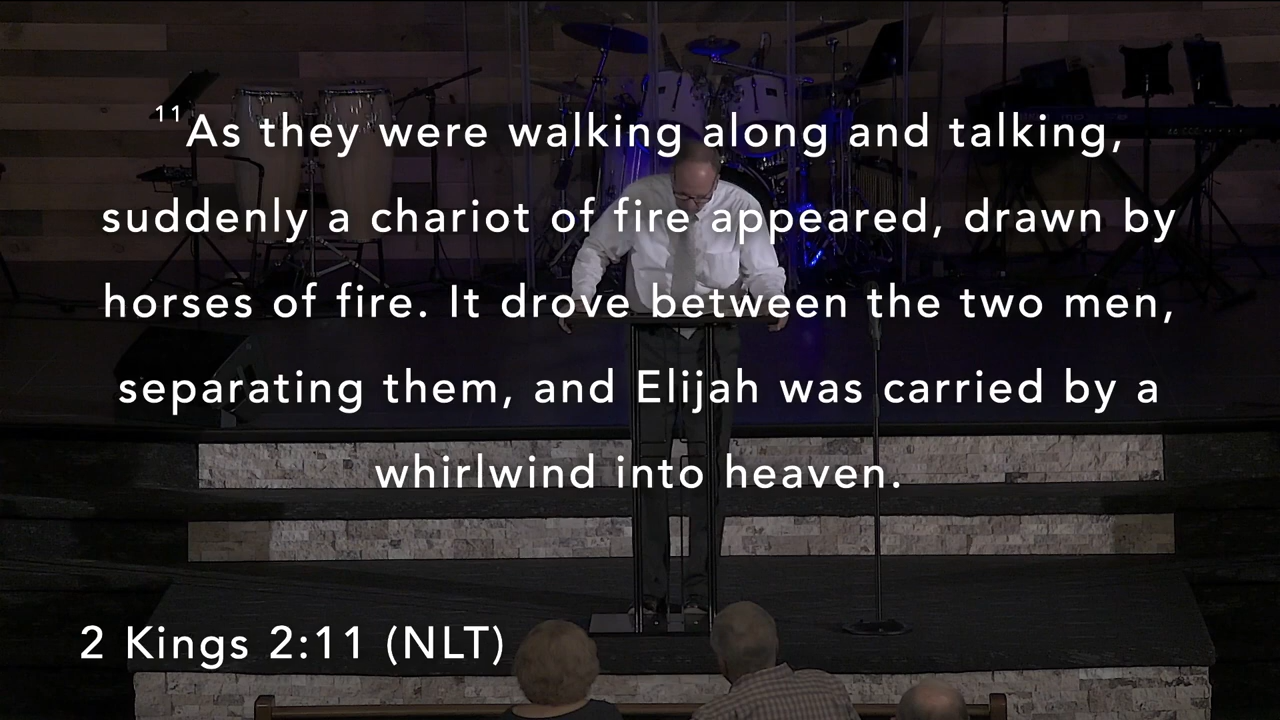 11As they were walking along and talking,
suddenly a chariot of fire appeared, drawn by
horses of fire. It drove between the two men,
separating them, and Elijah was carried by a
whirlwind into heaven.
2 Kings 2:11 (NLT)